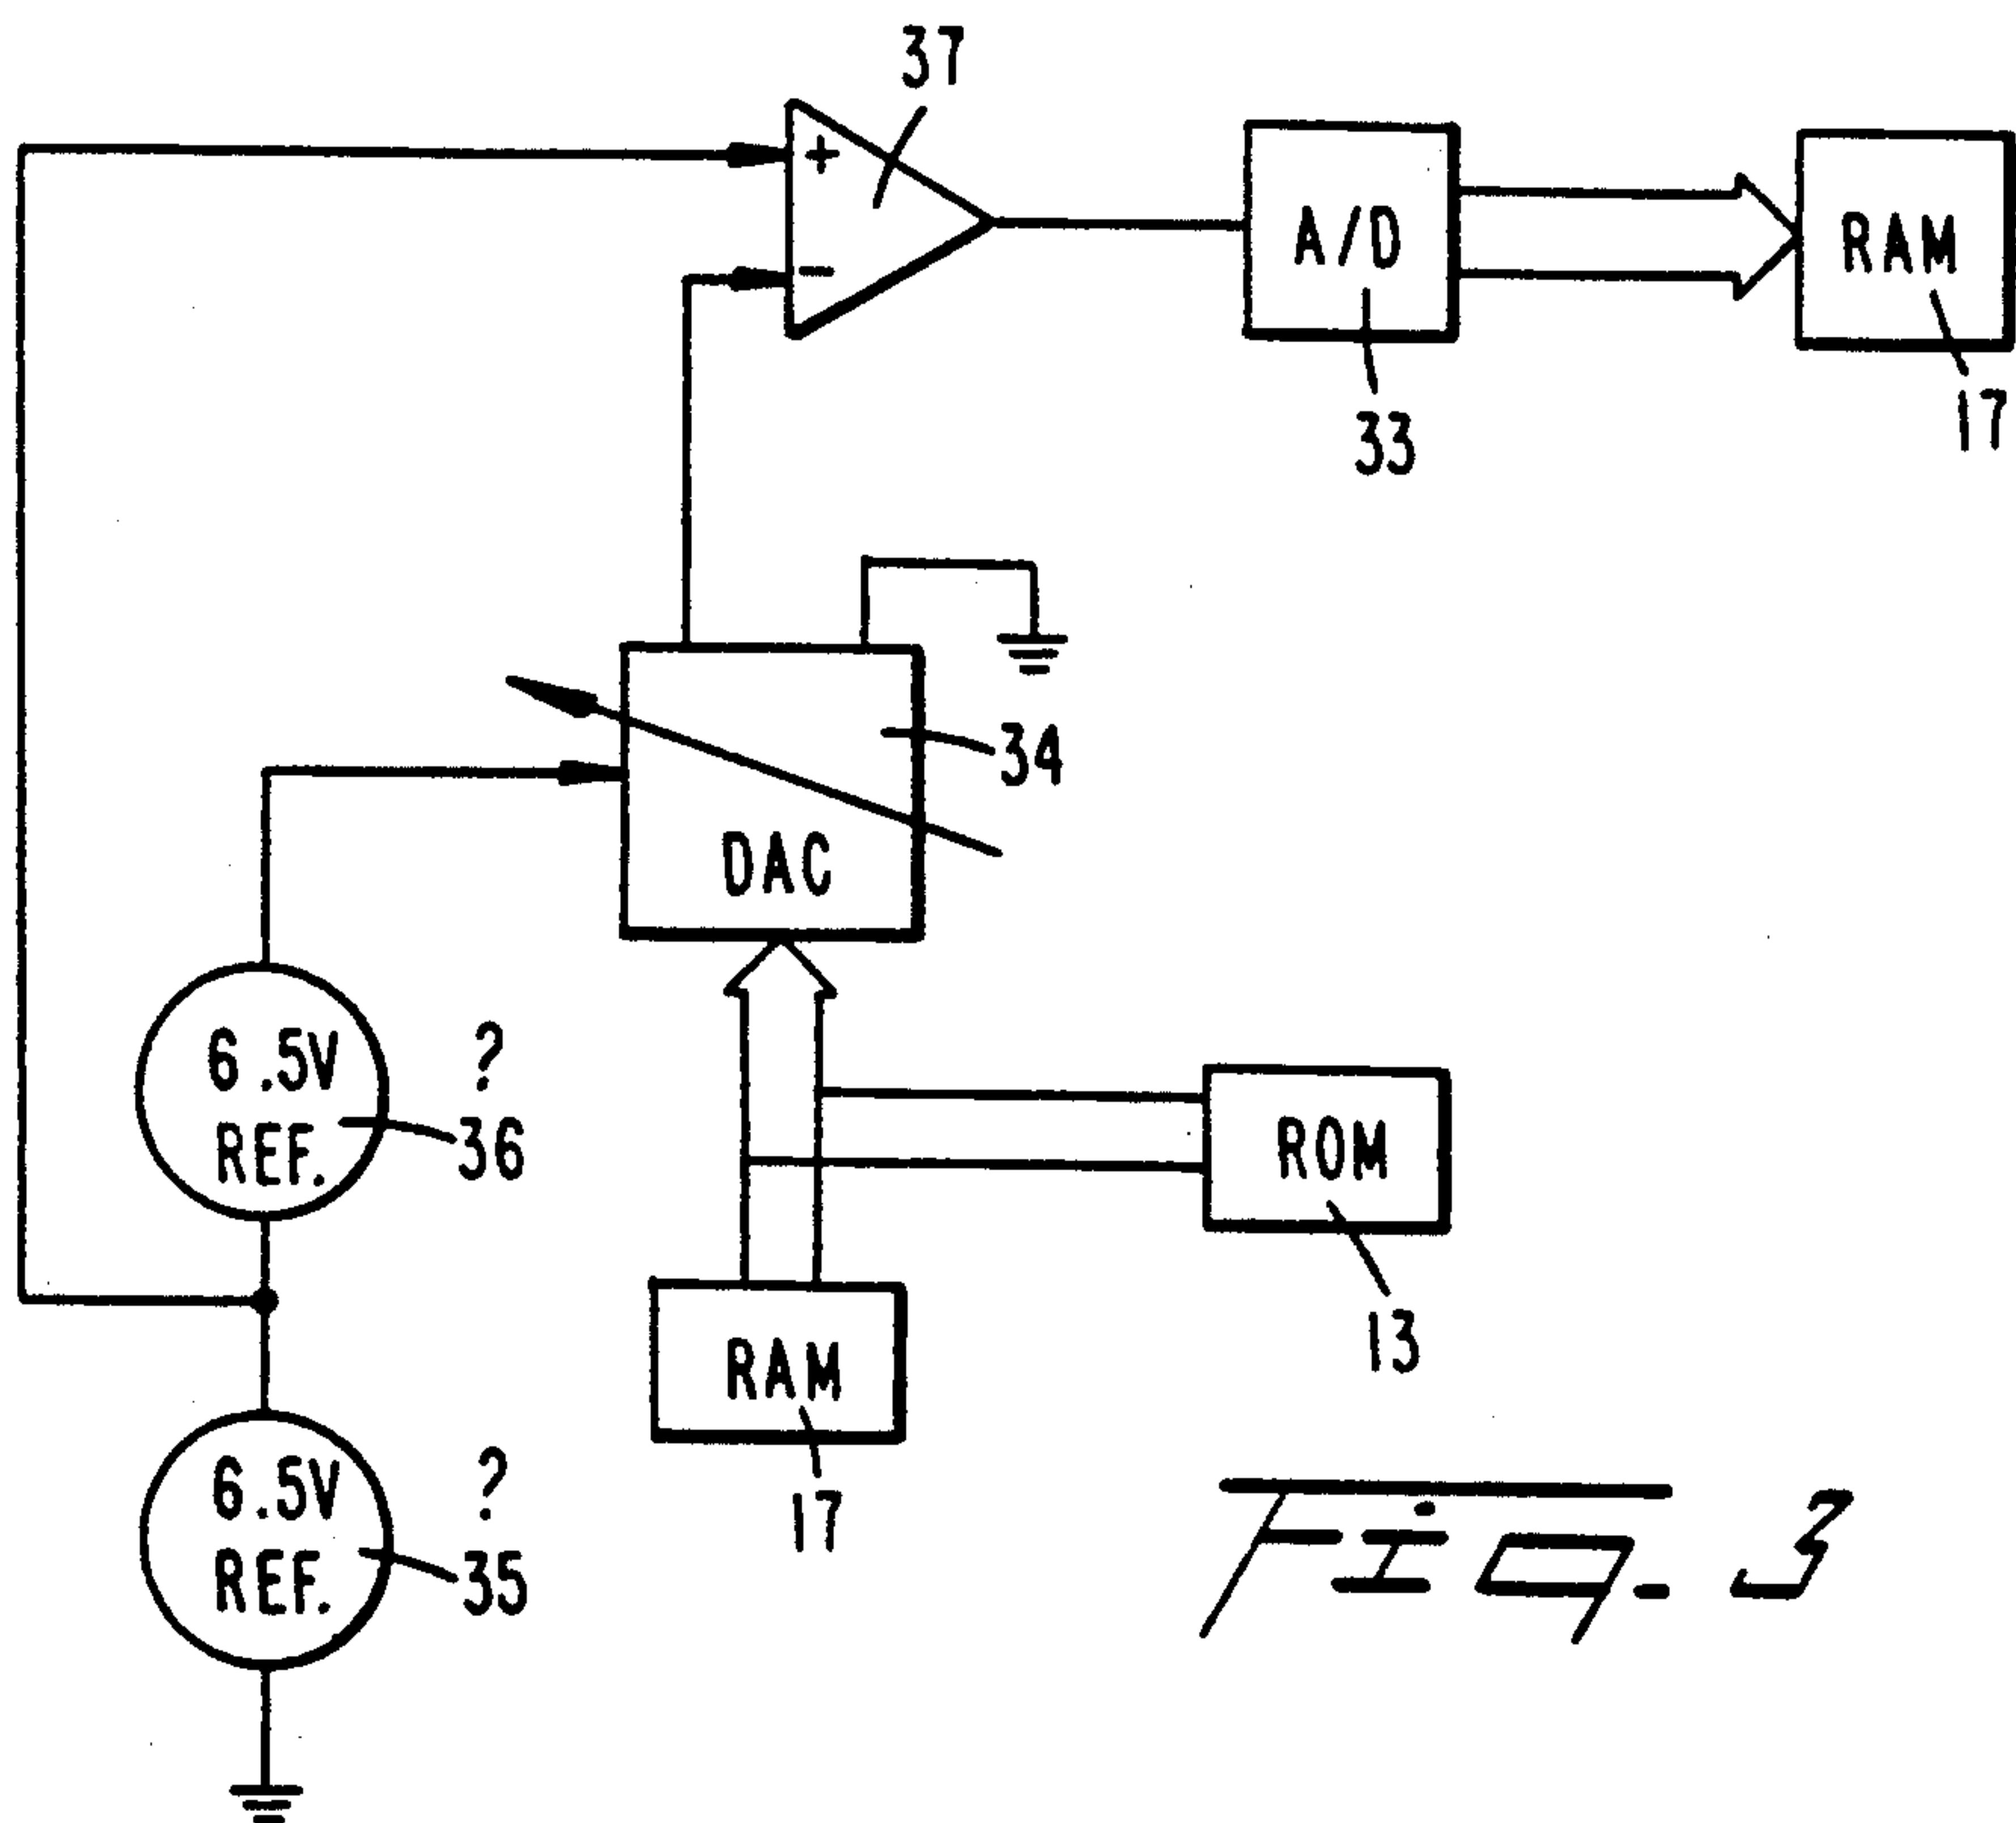 37
+
-
A/D
RAM
33
17
34
DAC
6.5V
REF.
?
36
ROM
13
RAM
17
6.5V
REF.
?
35
Fig. 3